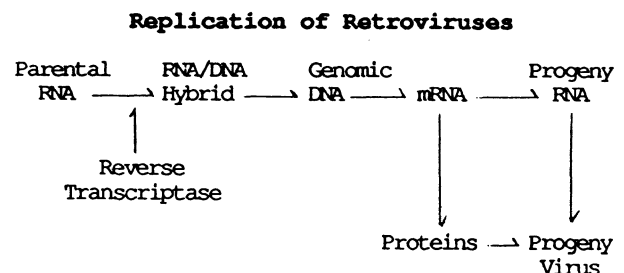 Replication of Retroviruses
Parental RNA/DNA Genomic Progeny
RNA Hybrid DNA mRNA RNA
Reverse
Transcriptase
Proteins Progeny
Virus